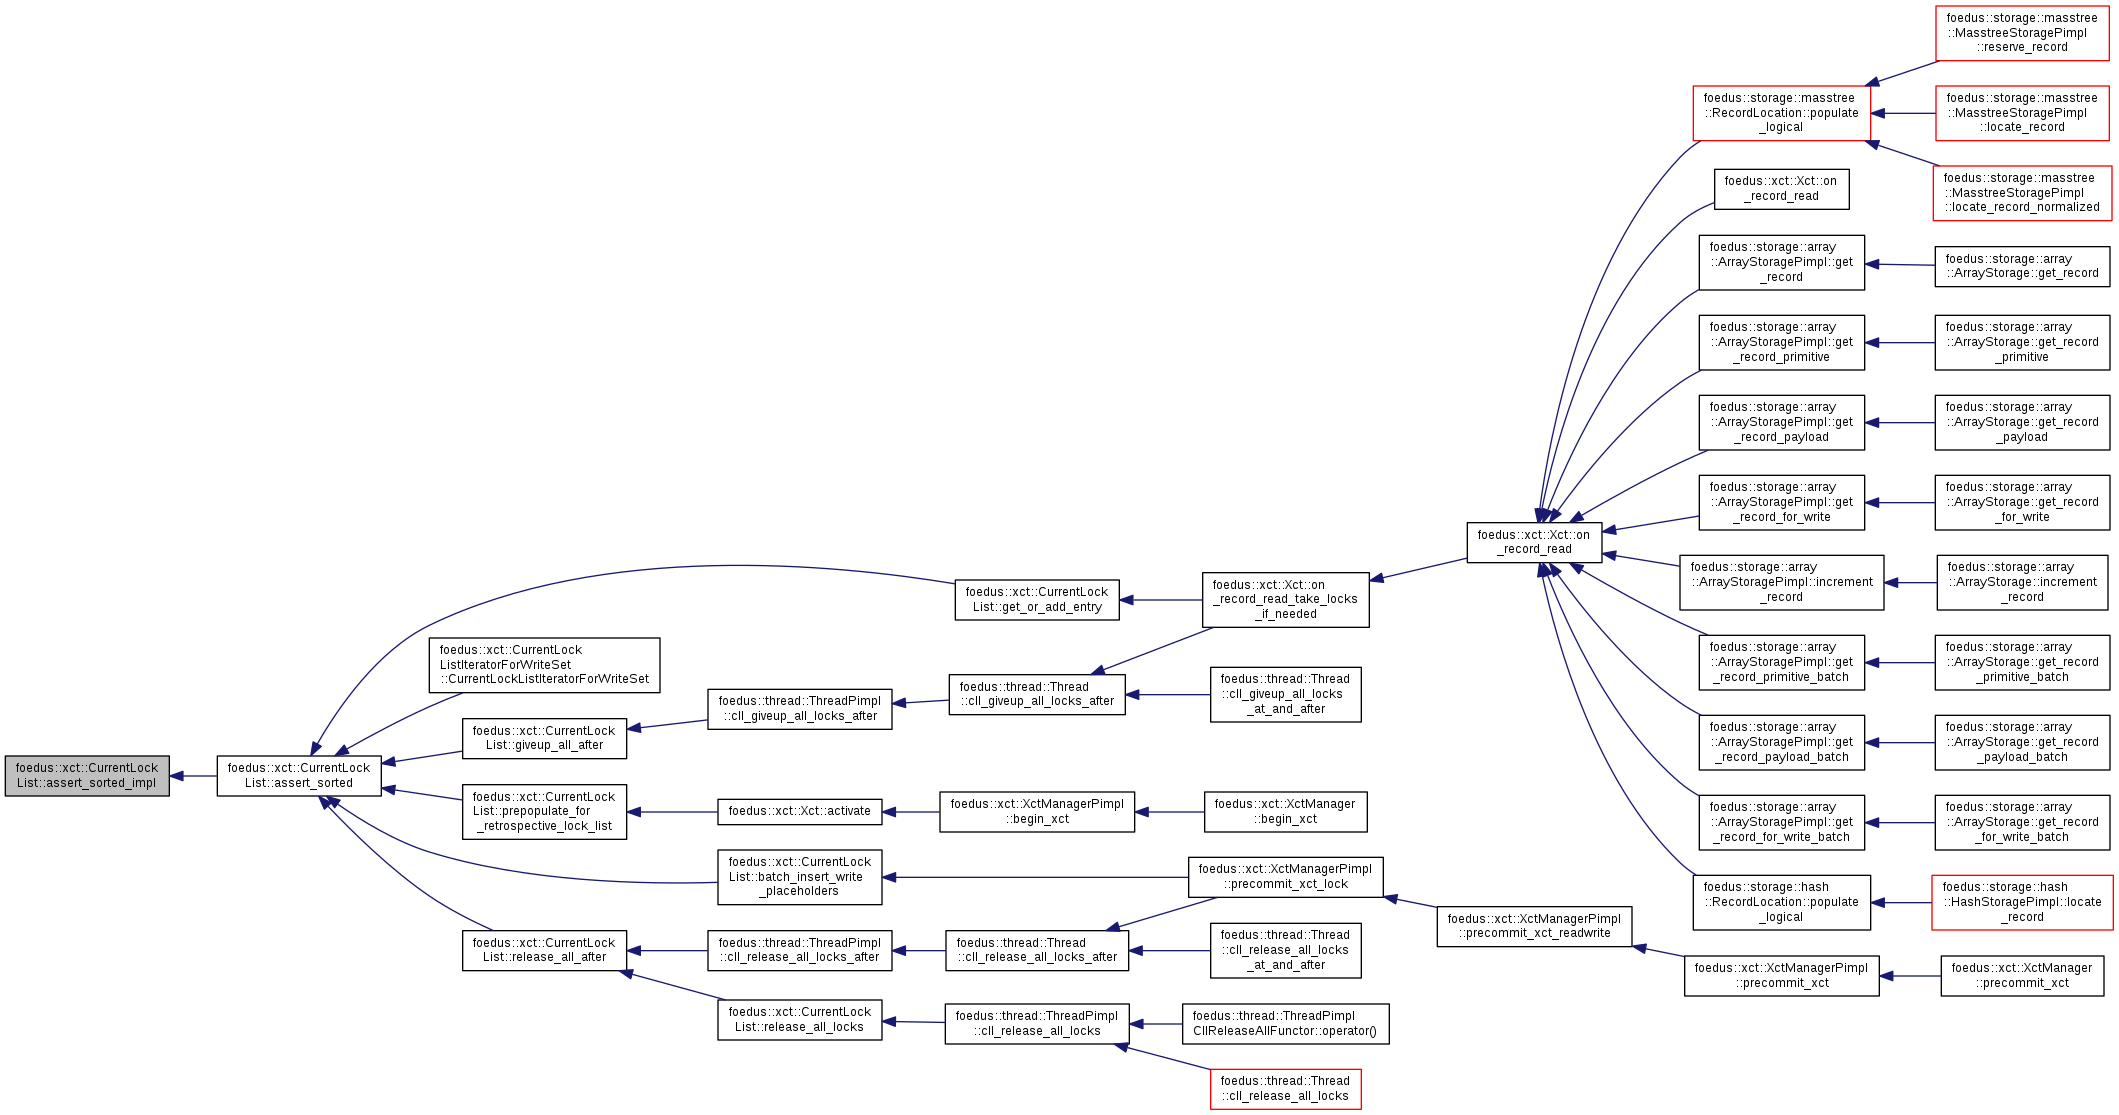 foedus::xct::CurrentLock
List::assert_sorted_impl
foedus::xct::CurrentLock
List::assert_sorted
foedus::xct::CurrentLock
List::get_or_add_entry
foedus::xct::CurrentLock
ListIteratorForWriteSet
::CurrentLockListIteratorForWriteSet
foedus::xct::CurrentLock
List::giveup_all_after
foedus::xct::CurrentLock
List::prepopulate_for
_retrospective_lock_list
foedus::xct::CurrentLock
List::batch_insert_write
_placeholders
foedus::xct::CurrentLock
List::release_all_after
foedus::thread::ThreadPimpl
::cll_giveup_all_locks_after
foedus::xct::Xct::activate
foedus::thread::ThreadPimpl
::cll_release_all_locks_after
foedus::xct::CurrentLock
List::release_all_locks
foedus::thread::Thread
::cll_giveup_all_locks_after
foedus::xct::XctManagerPimpl
::begin_xct
foedus::thread::Thread
::cll_release_all_locks_after
foedus::thread::ThreadPimpl
::cll_release_all_locks
foedus::xct::Xct::on
_record_read_take_locks
_if_needed
foedus::thread::Thread
::cll_giveup_all_locks
_at_and_after
foedus::xct::XctManager
::begin_xct
foedus::xct::XctManagerPimpl
::precommit_xct_lock
foedus::thread::Thread
::cll_release_all_locks
_at_and_after
foedus::thread::ThreadPimpl
CllReleaseAllFunctor::operator()
foedus::thread::Thread
::cll_release_all_locks
foedus::xct::Xct::on
_record_read
foedus::xct::XctManagerPimpl
::precommit_xct_readwrite
foedus::storage::masstree
::RecordLocation::populate
_logical
foedus::xct::Xct::on
_record_read
foedus::storage::array
::ArrayStoragePimpl::get
_record
foedus::storage::array
::ArrayStoragePimpl::get
_record_primitive
foedus::storage::array
::ArrayStoragePimpl::get
_record_payload
foedus::storage::array
::ArrayStoragePimpl::get
_record_for_write
foedus::storage::array
::ArrayStoragePimpl::increment
_record
foedus::storage::array
::ArrayStoragePimpl::get
_record_primitive_batch
foedus::storage::array
::ArrayStoragePimpl::get
_record_payload_batch
foedus::storage::array
::ArrayStoragePimpl::get
_record_for_write_batch
foedus::storage::hash
::RecordLocation::populate
_logical
foedus::xct::XctManagerPimpl
::precommit_xct
foedus::storage::masstree
::MasstreeStoragePimpl
::reserve_record
foedus::storage::masstree
::MasstreeStoragePimpl
::locate_record
foedus::storage::masstree
::MasstreeStoragePimpl
::locate_record_normalized
foedus::storage::array
::ArrayStorage::get_record
foedus::storage::array
::ArrayStorage::get_record
_primitive
foedus::storage::array
::ArrayStorage::get_record
_payload
foedus::storage::array
::ArrayStorage::get_record
_for_write
foedus::storage::array
::ArrayStorage::increment
_record
foedus::storage::array
::ArrayStorage::get_record
_primitive_batch
foedus::storage::array
::ArrayStorage::get_record
_payload_batch
foedus::storage::array
::ArrayStorage::get_record
_for_write_batch
foedus::storage::hash
::HashStoragePimpl::locate
_record
foedus::xct::XctManager
::precommit_xct